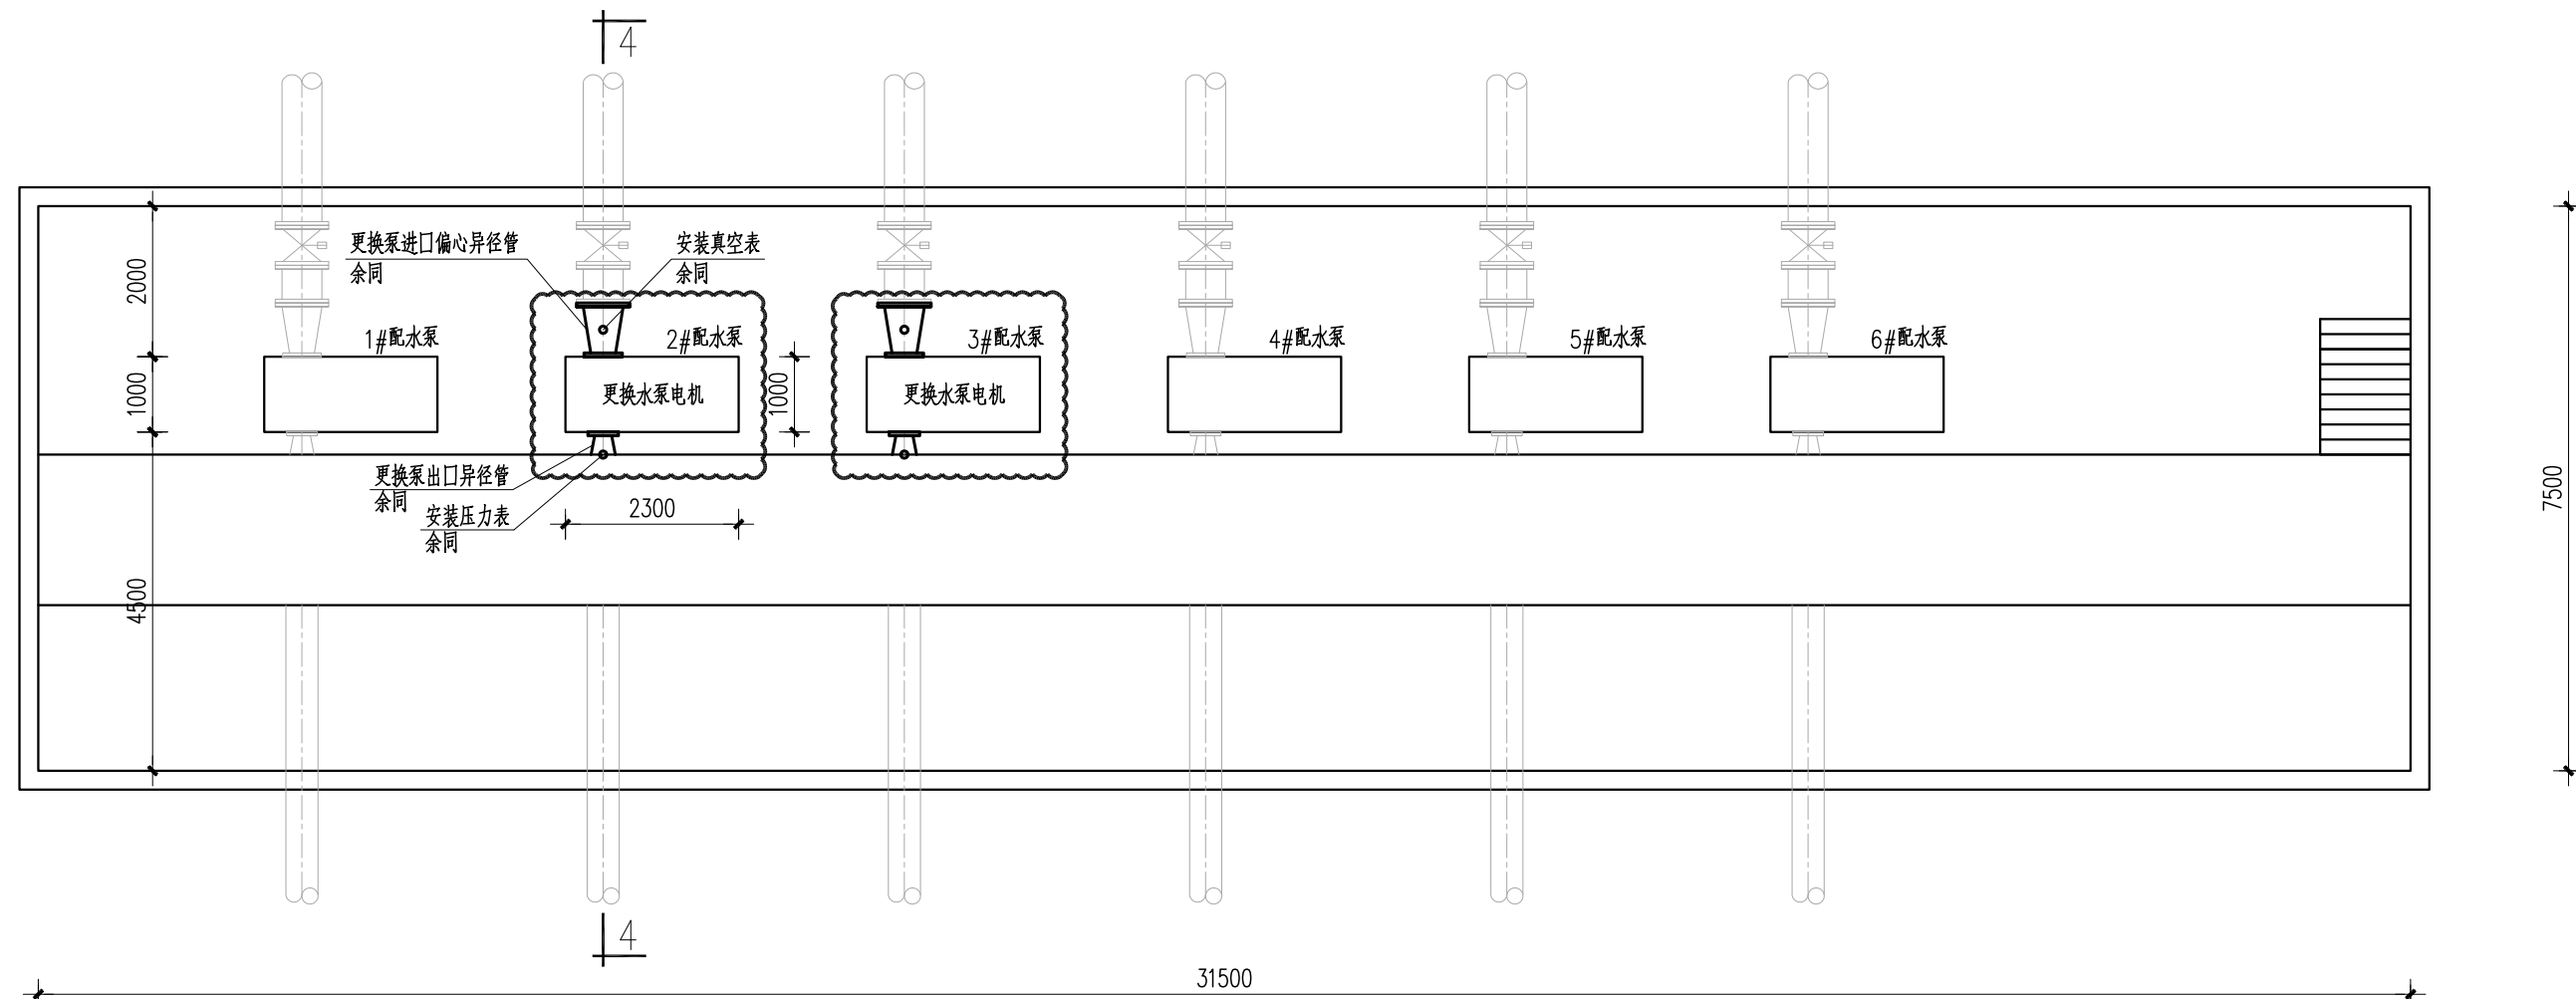 4
更换泵进口偏心异径管
余同
安装真空表
余同
2000
1#配水泵
2#配水泵
3#配水泵
4#配水泵
5#配水泵
6#配水泵
1000
更换水泵电机
1000
更换水泵电机
更换泵出口异径管
余同
安装压力表
余同
2300
7500
4500
4
31500